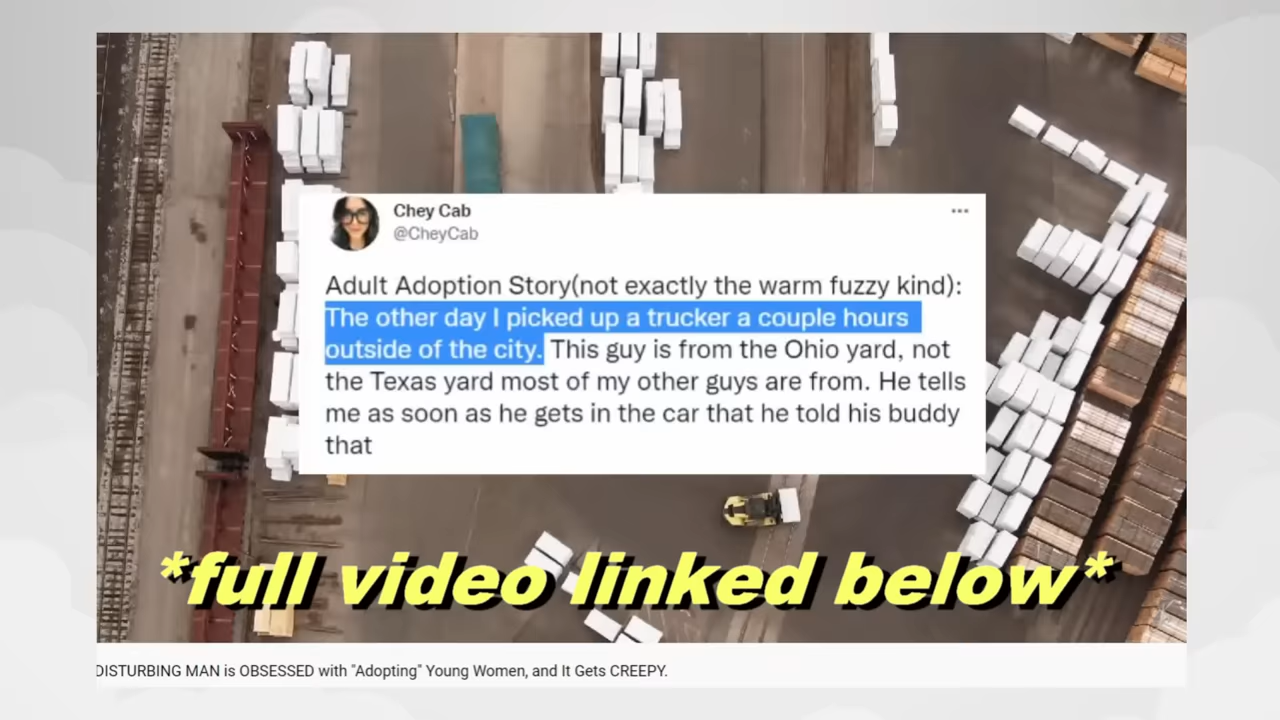 Chey Cab
@CheyCab
Adult Adoption Story(not exactly the warm fuzzy kind):
The other day I picked up a trucker a couple hours
outside of the city. This guy is from the Ohio yard, not
the Texas yard most of my other guys are from. He tells
me as soon as he gets in the car that he told his buddy
that
*full video linked below*
DISTURBING MAN is OBSESSED with "Adopting" Young Women, and It Gets CREEPY.